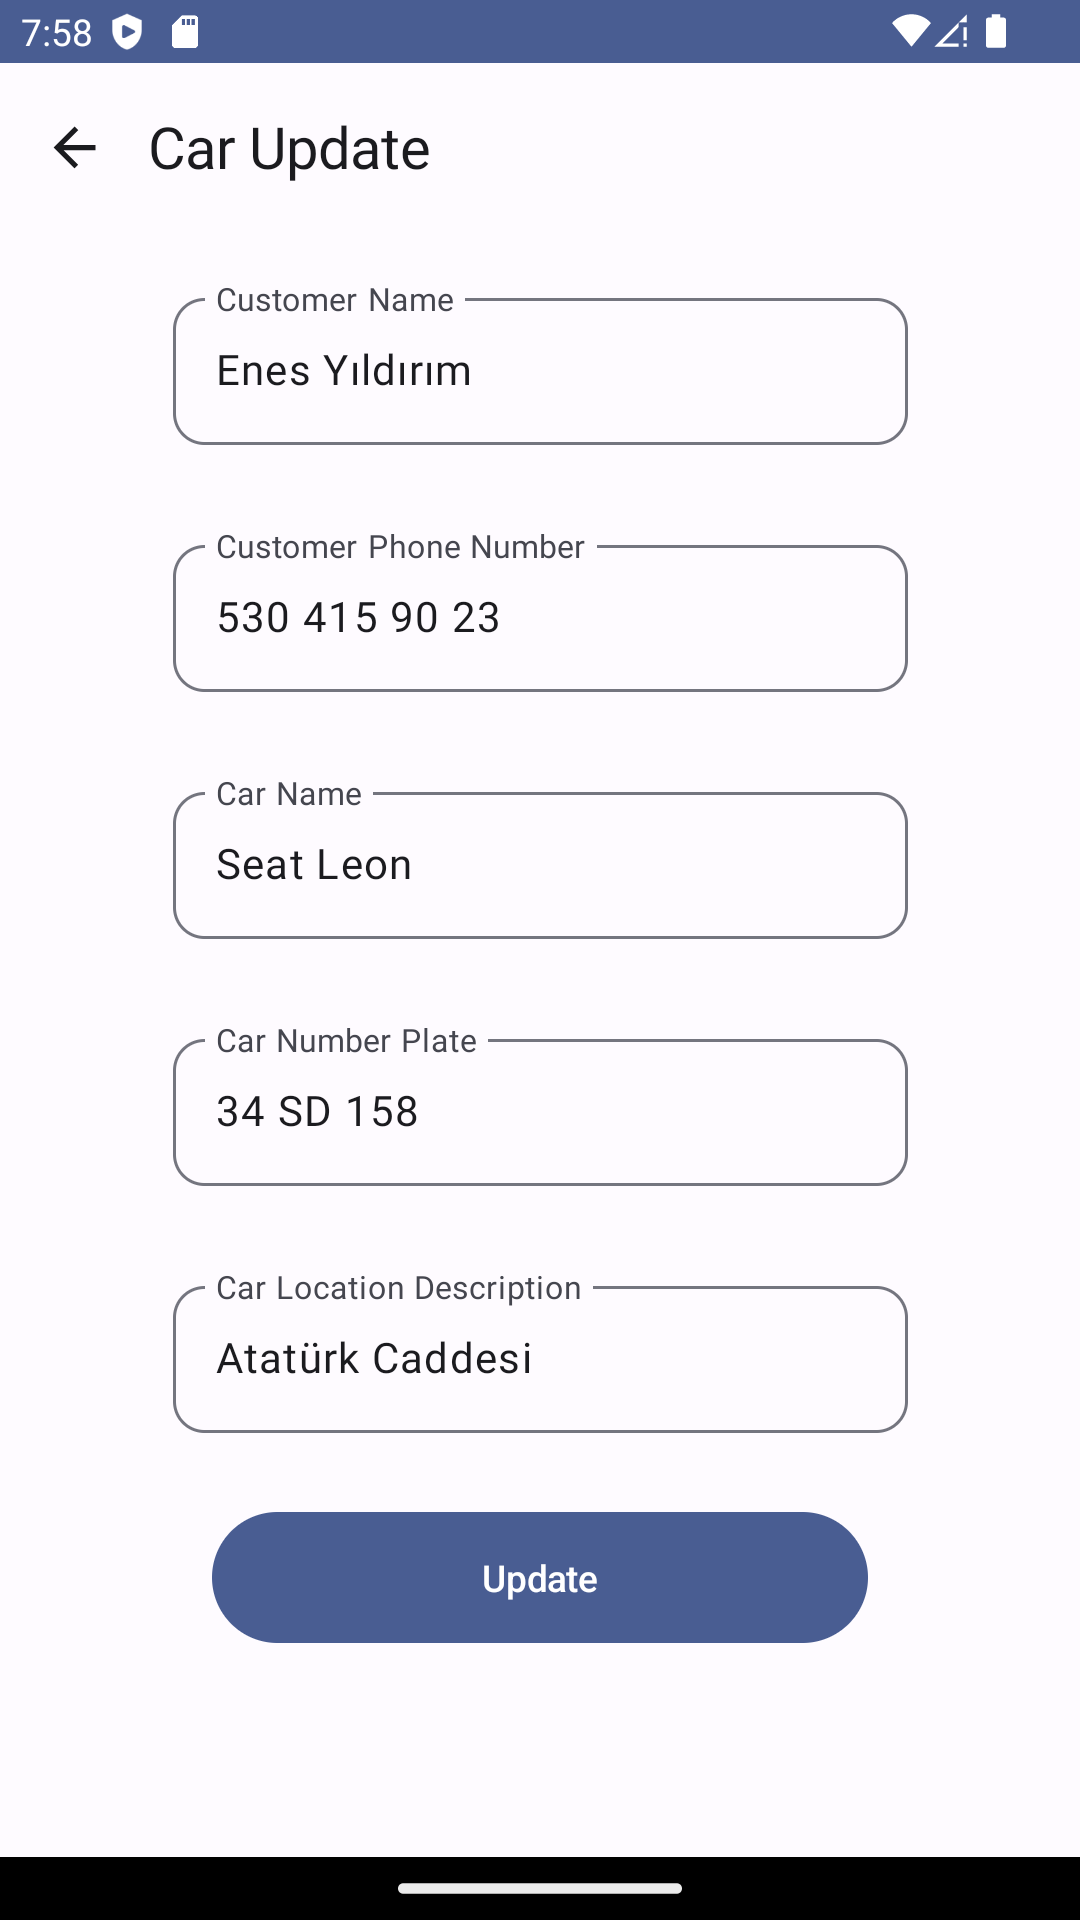 7:58
Car Update
Customer Name
Enes Yıldırım
Customer Phone Number
530 415 90 23
Car Name
Seat Leon
Car Number Plate
34 SD 158
Car Location Description
Atatürk Caddesi
Update